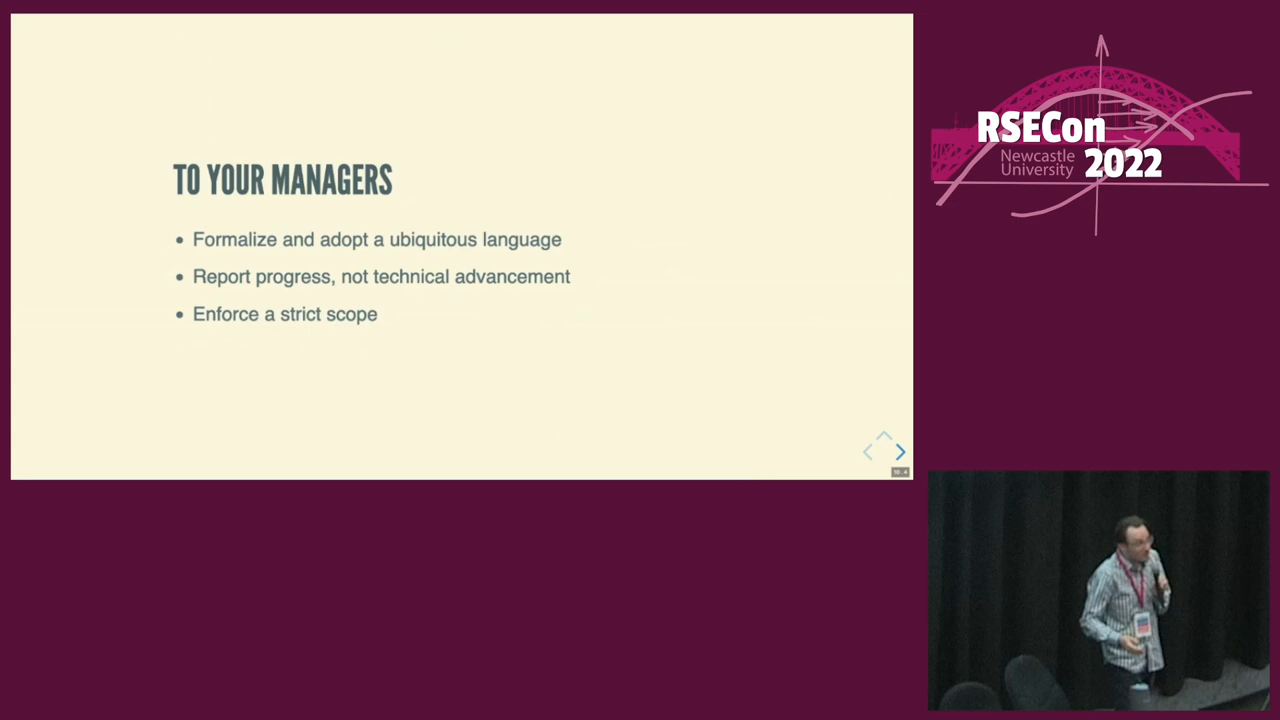 TO YOUR MANAGERS
• Formalize and adopt a ubiquitous language
• Report progress, not technical advancement
• Enforce a strict scope
RSECon
Newcastle
University
2022